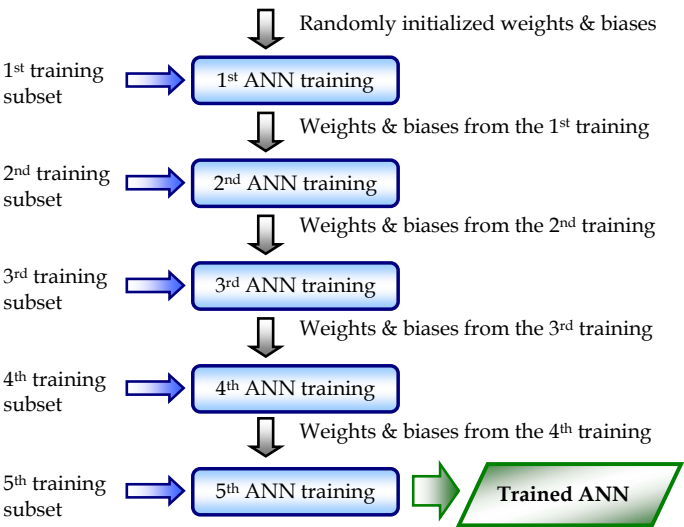 Randomly initialized weights & biases
1st training
subset
1st ANN training
Weights & biases from the 1st training
2nd training
subset
2nd ANN training
Weights & biases from the 2nd training
3rd training
subset
3rd ANN training
Weights & biases from the 3rd training
4th training
subset
4th ANN training
Weights & biases from the 4th training
5th training
subset
5th ANN training
Trained ANN